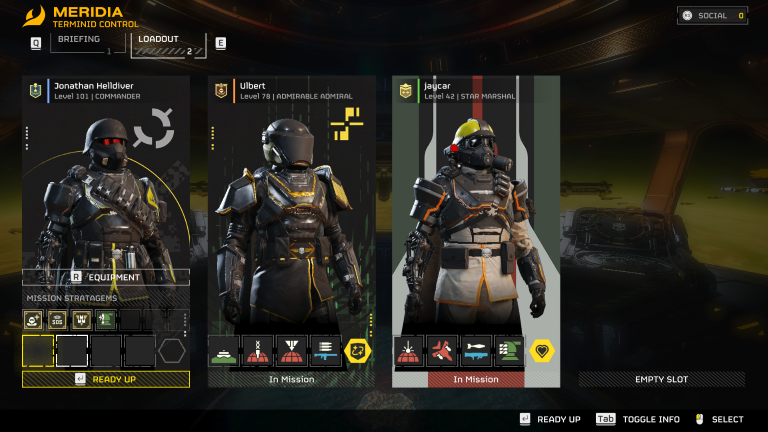 MERIDIA
TERMINID CONTROL
SOCIAL 0
Q
BRIEFING
1
LOADOUT
2
E
Jonathan Helldiver
Level 101 | COMMANDER
Ulbert
Level 78 | ADMIRABLE ADMIRAL
Jaycar
Level 42 | STAR MARSHAL
R EQUIPMENT
MISSION STRATAGEMS
SOS
READY UP
In Mission
In Mission
EMPTY SLOT
READY UP
Tab TOGGLE INFO
SELECT